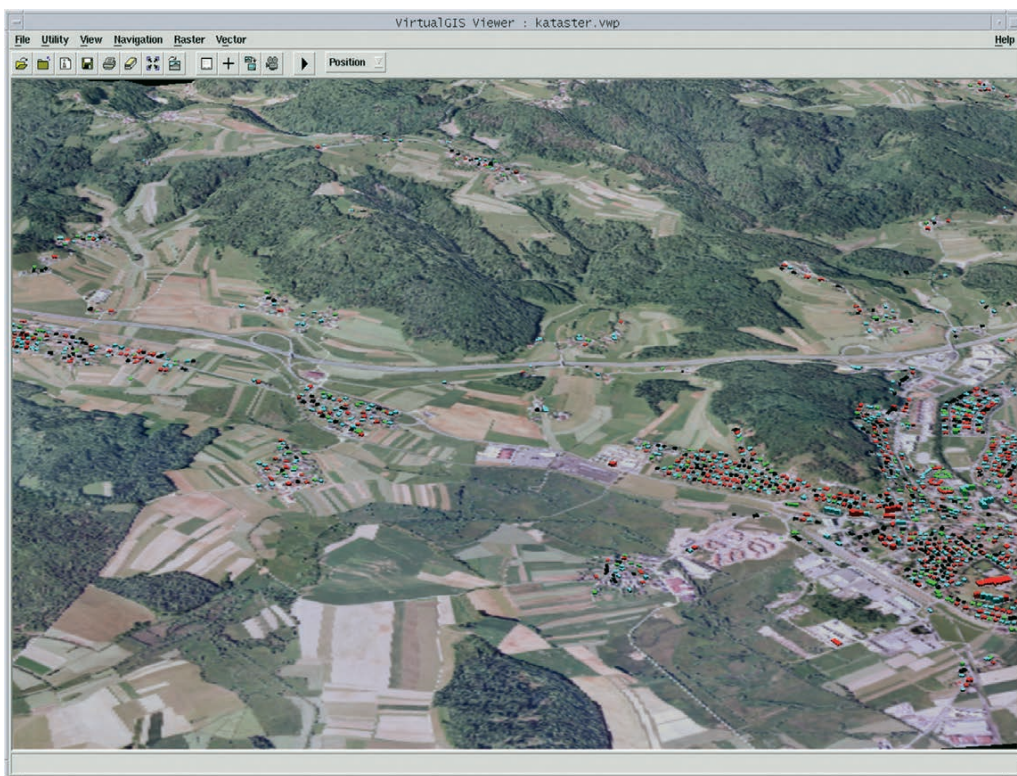 VirtualGIS Viewer : kataster.vwp
File Utility View Navigation Raster Vector Help
Position